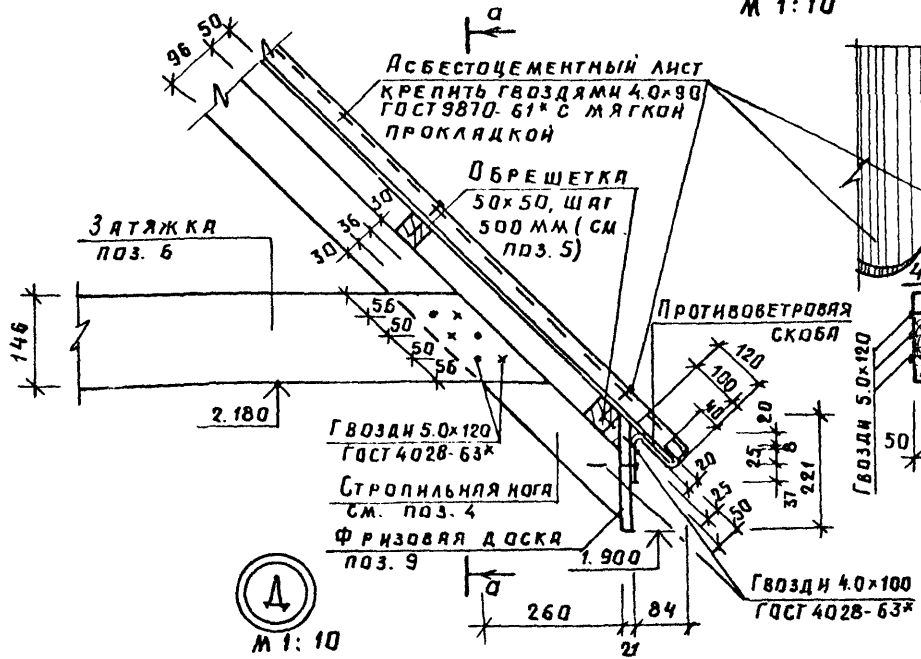 М 1:10
а
96
50
АСБЕСТОЦЕМЕНТНЫЙ ЛИСТ
КРЕПИТЬ ГВОЗДЯМИ 4.0×90
ГОСТ 9870-61* С МЯГКОЙ
ПРОКЛАДКОЙ
ОБРЕШЕТКА
50×50, ШАГ
500 ММ (СМ.
ПОЗ. 5)
ЗАТЯЖКА
ПОЗ. 6
30
36
30
146
56
50
50
56
2.180
ПРОТИВОВЕТРОВАЯ
СКОБА
120
100
40
20
8
25
37
221
20
25
50
ГВОЗДИ 5.0×120
ГОСТ 4028-63*
СТРОПИЛЬНАЯ НОГА
СМ. ПОЗ. 4
ФРИЗОВАЯ ДОСКА
ПОЗ. 9
1.900
а
260
21
84
ГВОЗДИ 4.0×100
ГОСТ 4028-63*
Д
М 1:10
4
ГВОЗДИ 5.0×120
50